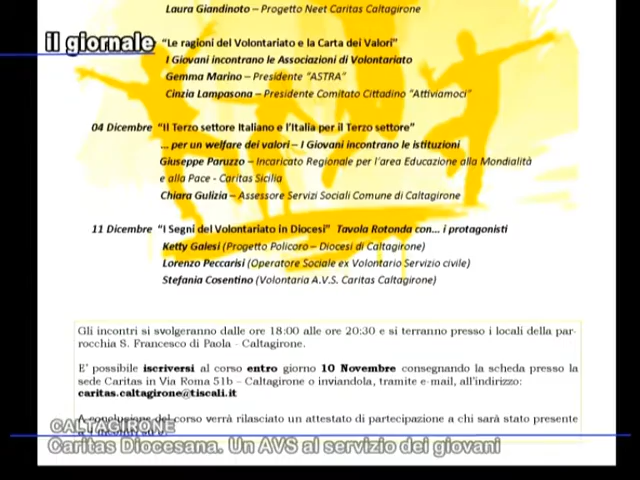 Laura Giandinoto – Progetto Neet Caritas Caltagirone
il giornale
"Le ragioni del Volontariato e la Carta dei Valori"
I Giovani incontrano le Associazioni di Volontariato
Gemma Marino – Presidente "ASTRA"
Cinzia Lampasona – Presidente Comitato Cittadino "Attiviamoci"
04 Dicembre "Il Terzo settore Italiano e l'Italia per il Terzo settore"
... per un welfare dei valori – I Giovani incontrano le istituzioni
Giuseppe Paruzzo – Incaricato Regionale per l'area Educazione alla Mondialità
e alla Pace - Caritas Sicilia
Chiara Gulizia – Assessore Servizi Sociali Comune di Caltagirone
11 Dicembre "I Segni del Volontariato in Diocesi" Tavola Rotonda con... i protagonisti
Ketty Galesi (Progetto Policoro – Diocesi di Caltagirone)
Lorenzo Peccarisi (Operatore Sociale ex Volontario Servizio civile)
Stefania Cosentino (Volontaria A.V.S. Caritas Caltagirone)
Gli incontri si svolgeranno dalle ore 18:00 alle ore 20:30 e si terranno presso i locali della par-
rocchia S. Francesco di Paola - Caltagirone.
E' possibile iscriversi al corso entro giorno 10 Novembre consegnando la scheda presso la
sede Caritas in Via Roma 51b – Caltagirone o inviandola, tramite e-mail, all'indirizzo:
caritas.caltagirone@tiscali.it
A conclusione del corso verrà rilasciato un attestato di partecipazione a chi sarà stato presente
CALTAGIRONE
Caritas Diocesana. Un AVS al servizio dei giovani